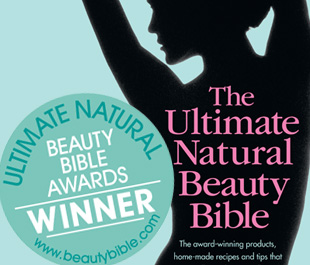 ULTIMATE NATURAL
BEAUTY
BIBLE
AWARDS
WINNER
www.beautybible.com
The
Ultimate
Natural
Beauty
Bible
The award-winning products,
home-made recipes and tips that